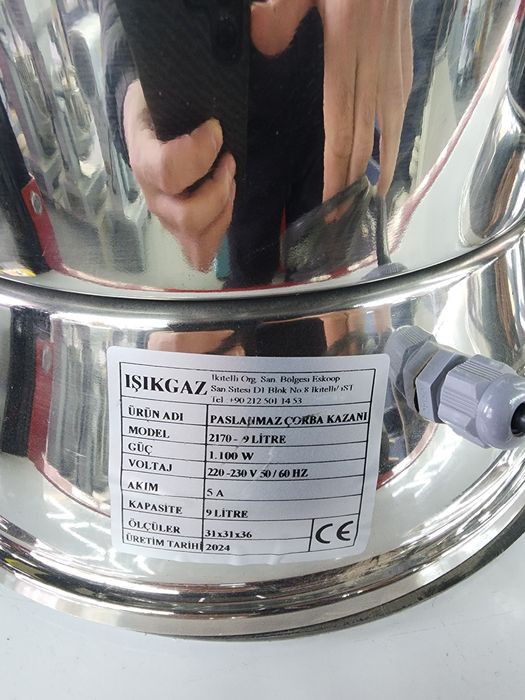 IŞIKGAZ
İkitelli Org. San. Bölgesi Eskoop
San Sitesi D1 Blok No:8 İkitelli/ iST
Tel +90 212 501 14 53
ÜRÜN ADI PASLANMAZ ÇORBA KAZANI
MODEL 2170 - 9 LİTRE
GÜÇ 1.100 W
VOLTAJ 220 -230 V 50 / 60 HZ
AKIM 5 A
KAPASİTE 9 LİTRE
ÖLÇÜLER 31x31x36
ÜRETİM TARİHİ 2024
CE